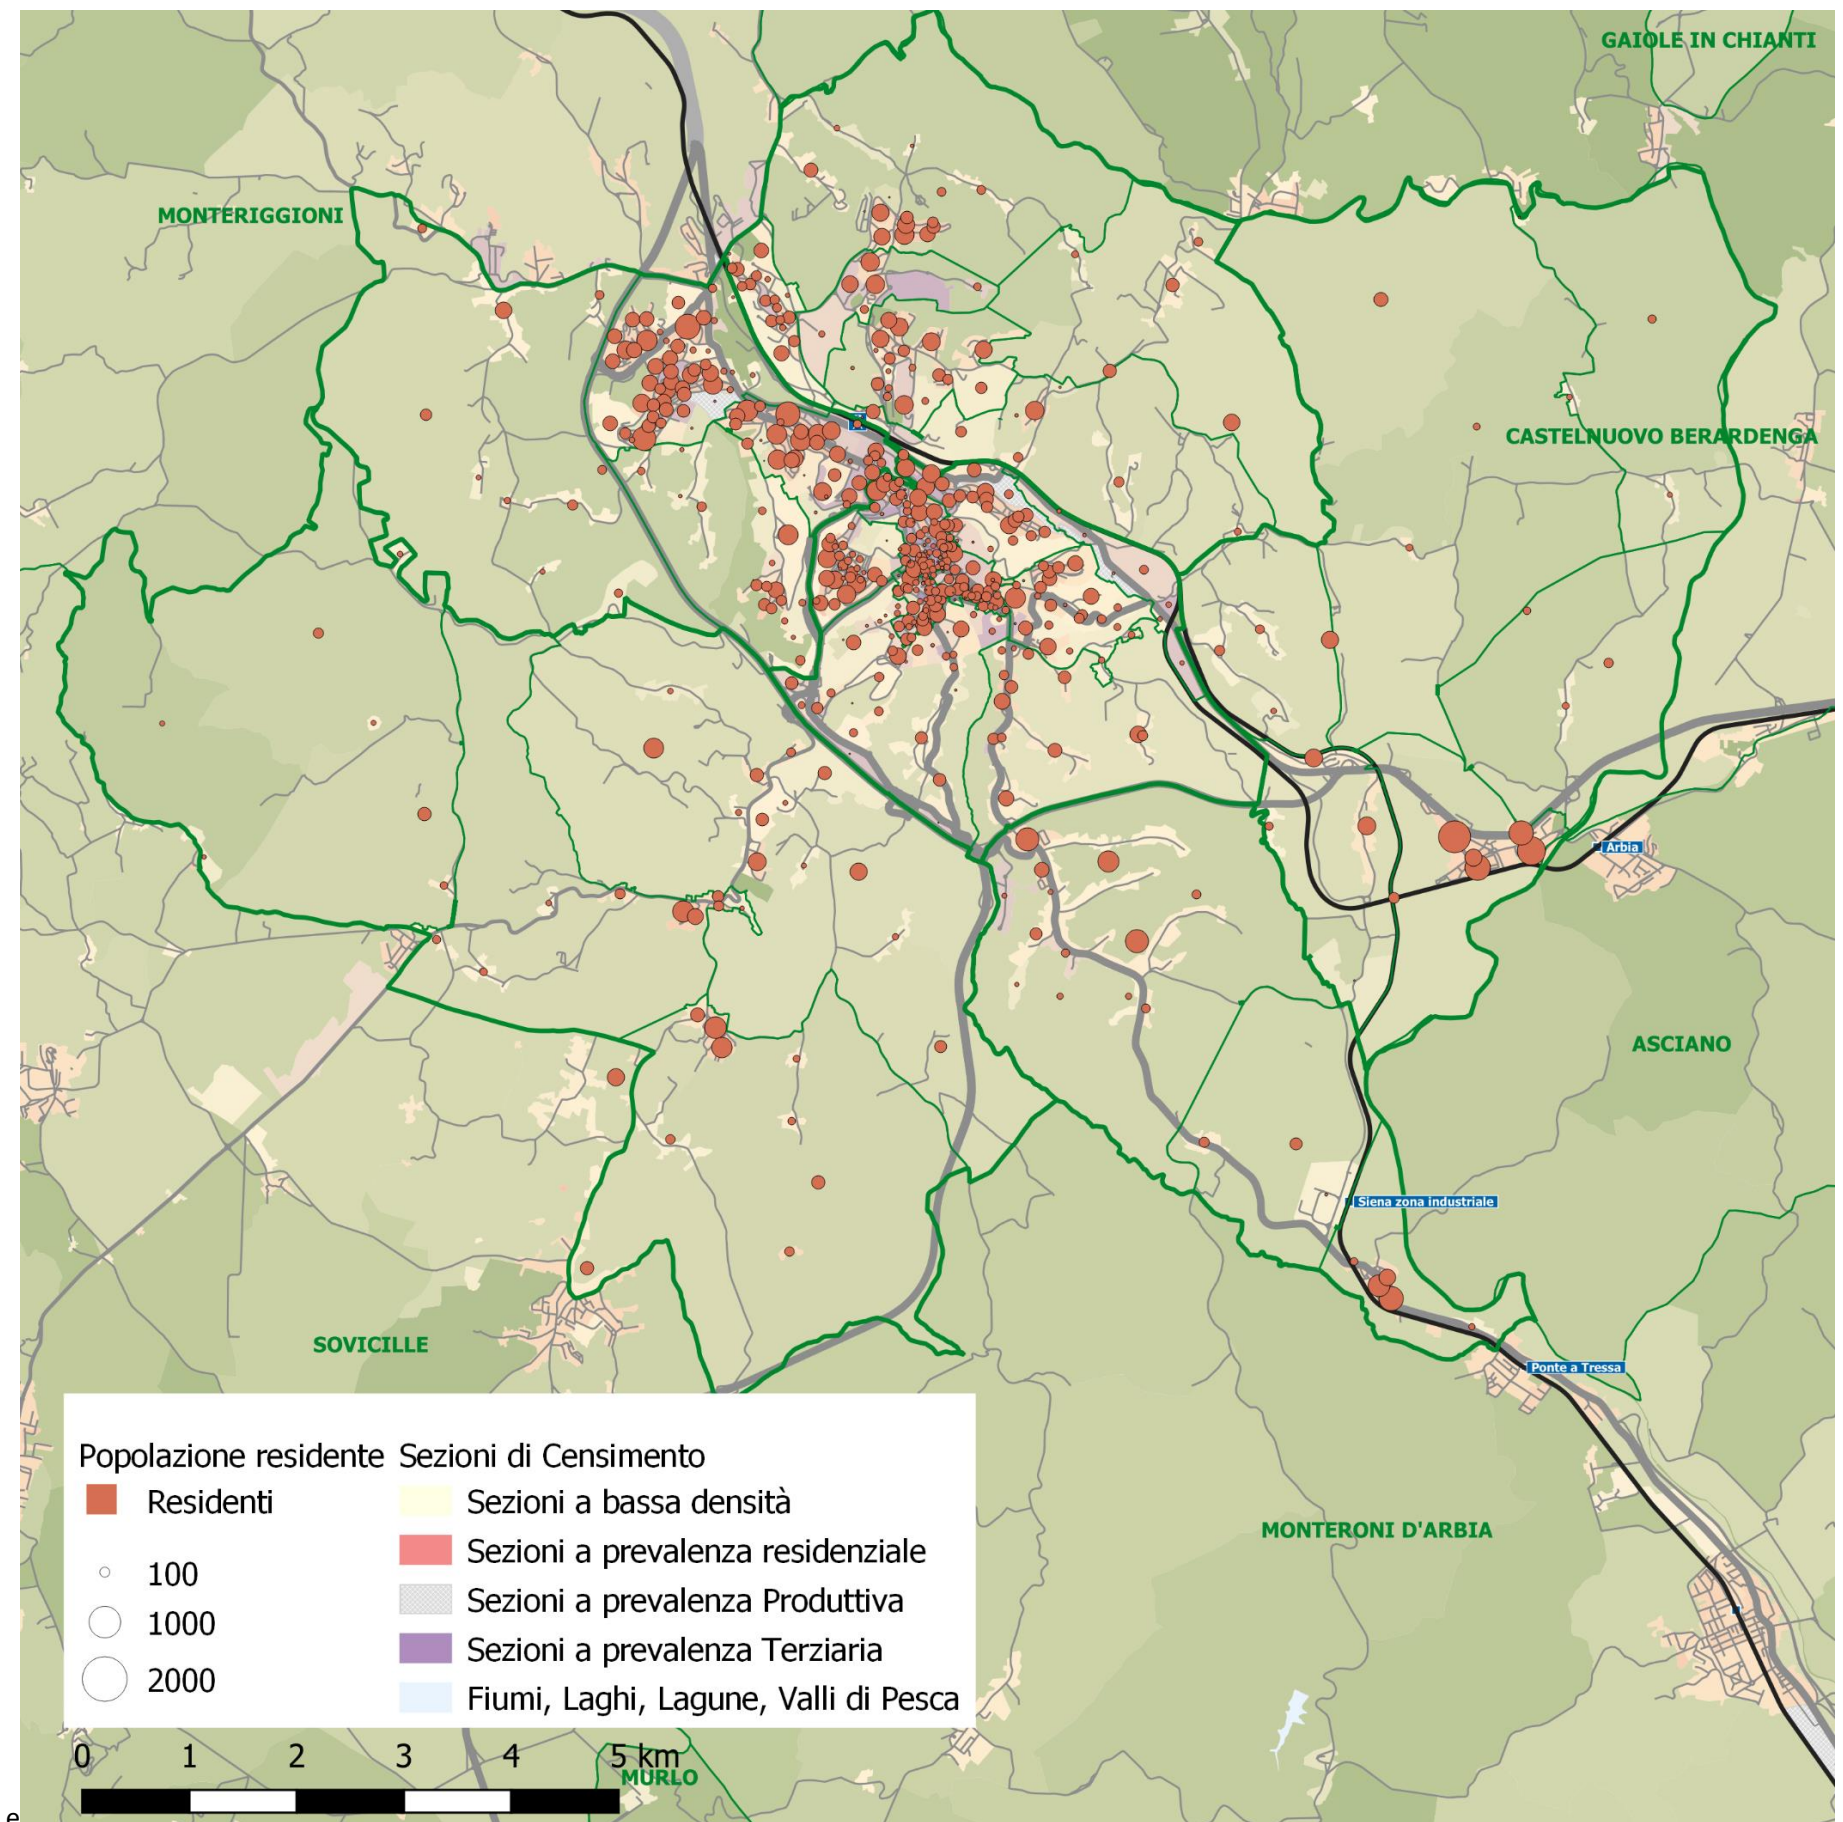 GAIOLE IN CHIANTI
MONTERIGGIONI
CASTELNUOVO BERARDENGA
Arbia
ASCIANO
Siena zona industriale
SOVICILLE
Ponte a Tressa
Popolazione residente
Residenti
100
1000
2000
Sezioni di Censimento
Sezioni a bassa densità
Sezioni a prevalenza residenziale
Sezioni a prevalenza Produttiva
Sezioni a prevalenza Terziaria
Fiumi, Laghi, Lagune, Valli di Pesca
MONTERONI D'ARBIA
0 1 2 3 4 5 km
MURLO
e